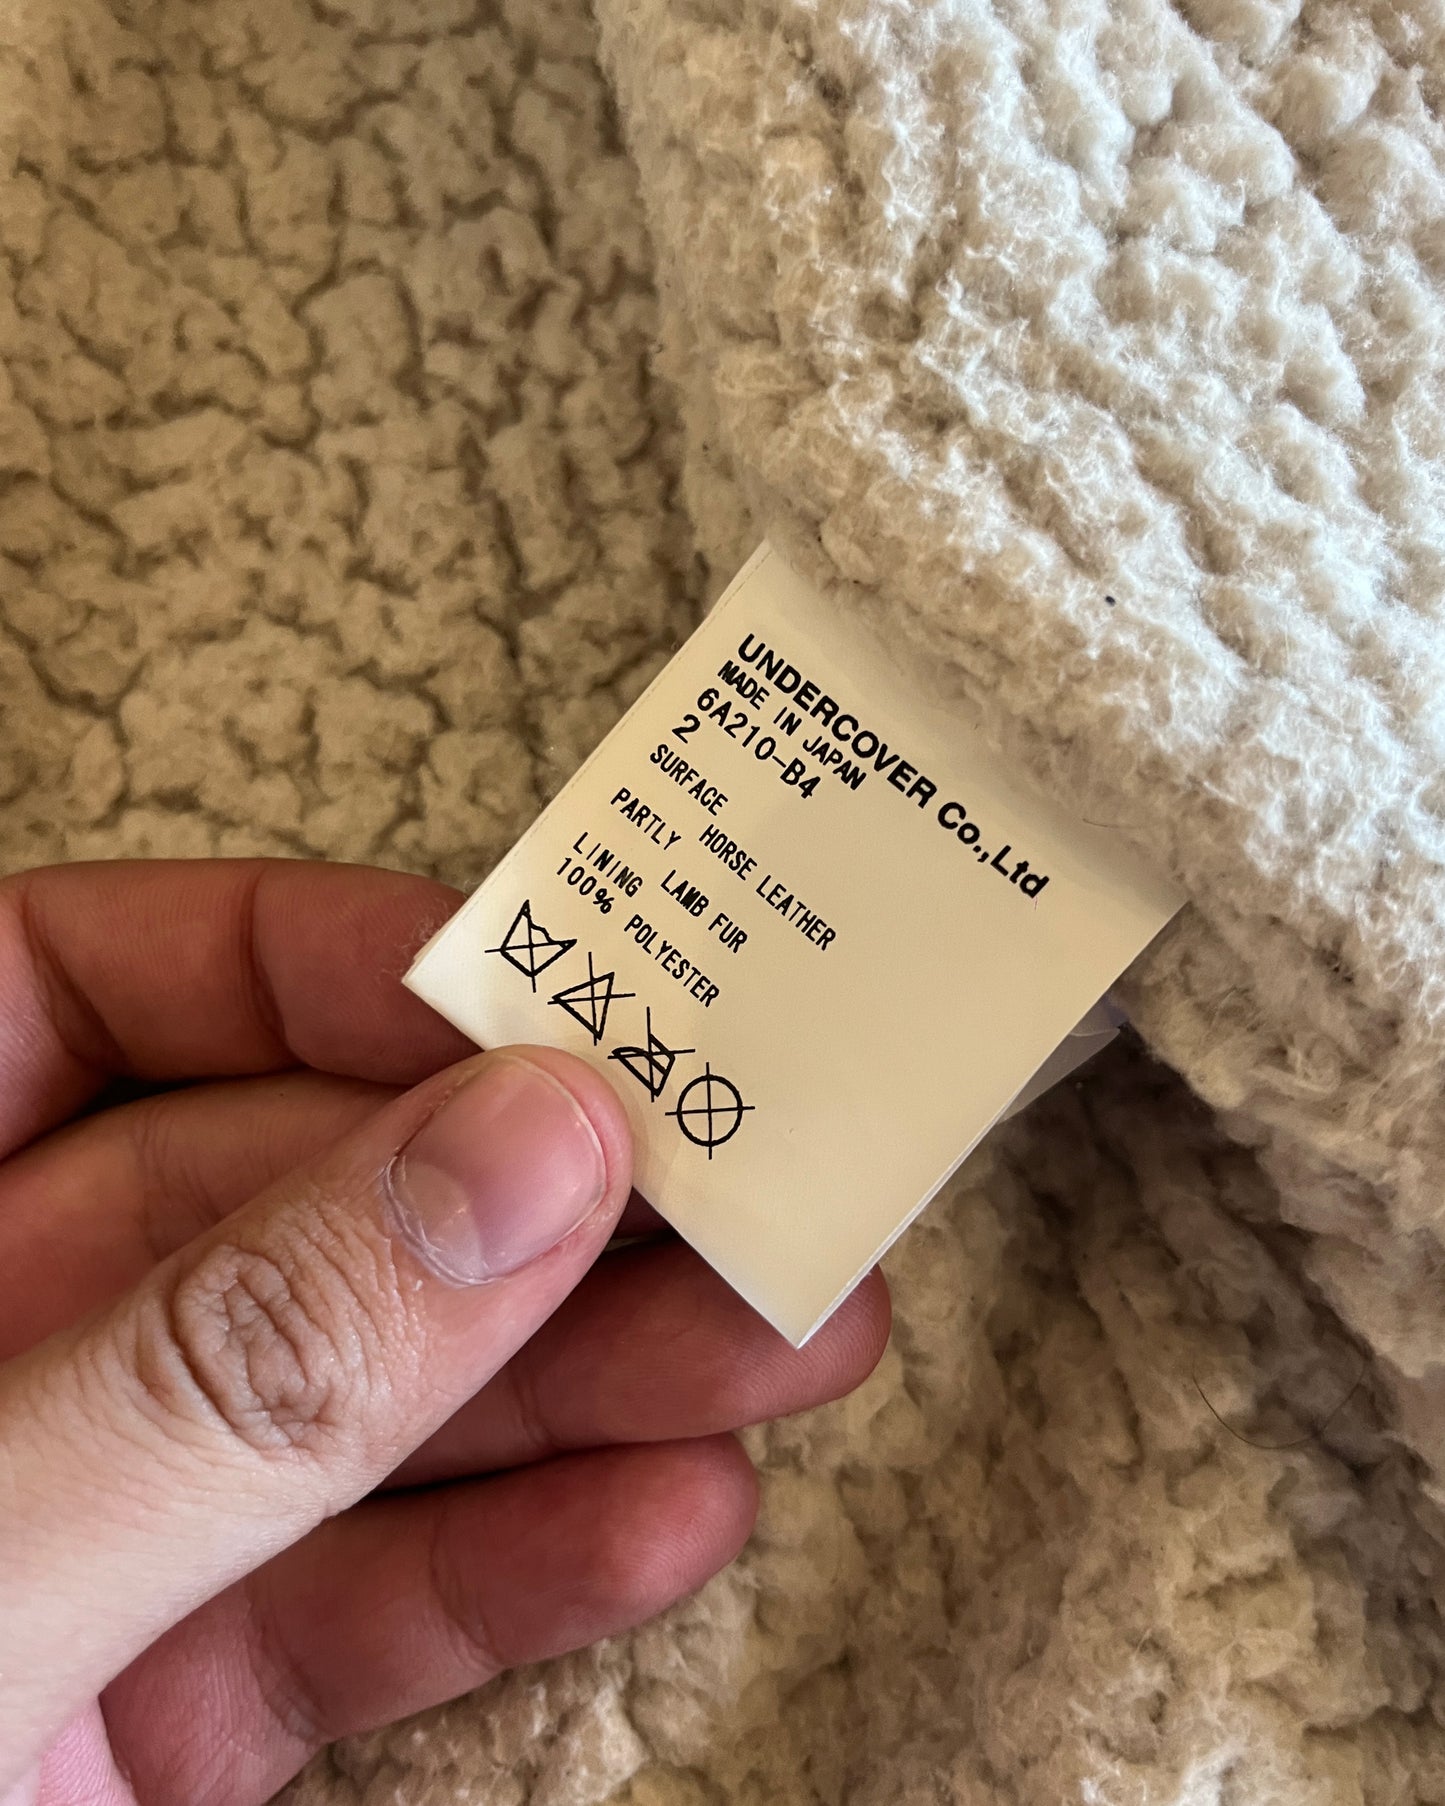 UNDERCOVER Co.,Ltd
MADE IN JAPAN
6A210-B4
2
SURFACE
HORSE LEATHER
PARTLY
LAMB FUR
LINING
100% POLYESTER